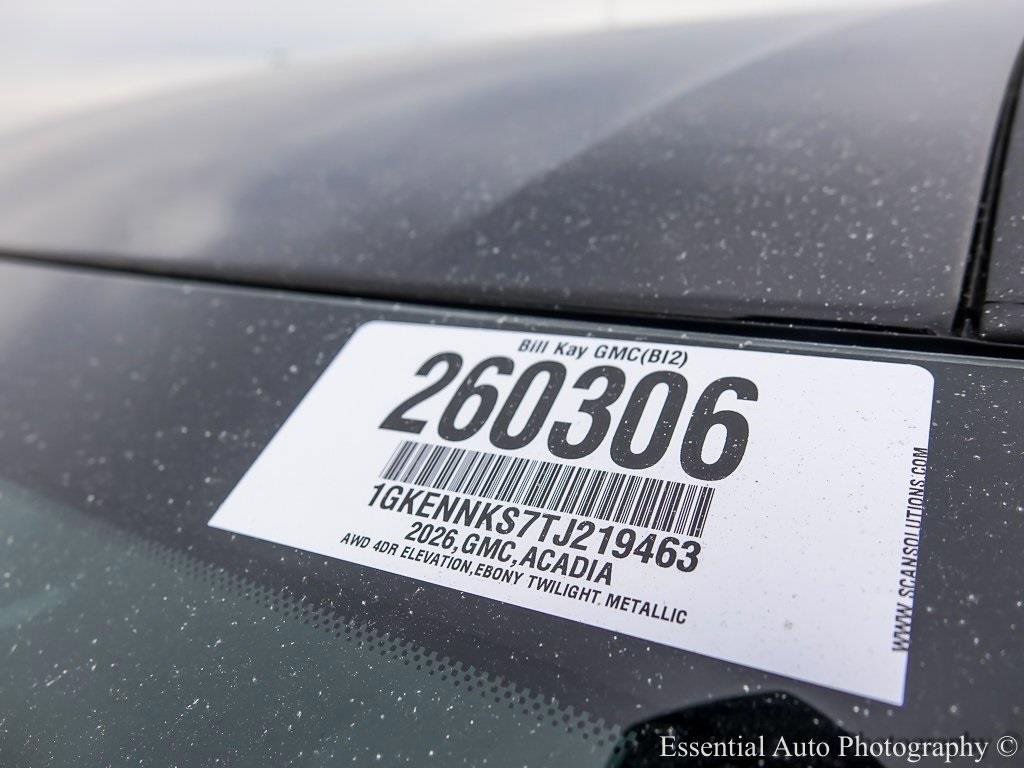 Bill Kay GMC(BI2)
260306
1GKENNKS7TJ219463
2026,GMC,ACADIA
AWD 4DR ELEVATION,EBONY TWILIGHT METALLIC
WWW.SCANSOLUTIONS.COM
Essential Auto Photography ©